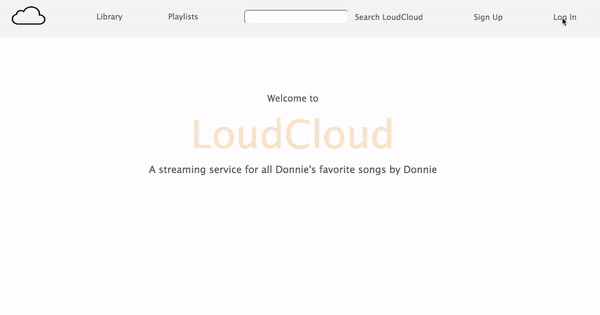 Library Playlists Search LoudCloud Sign Up Log In
Welcome to
LoudCloud
A streaming service for all Donnie's favorite songs by Donnie